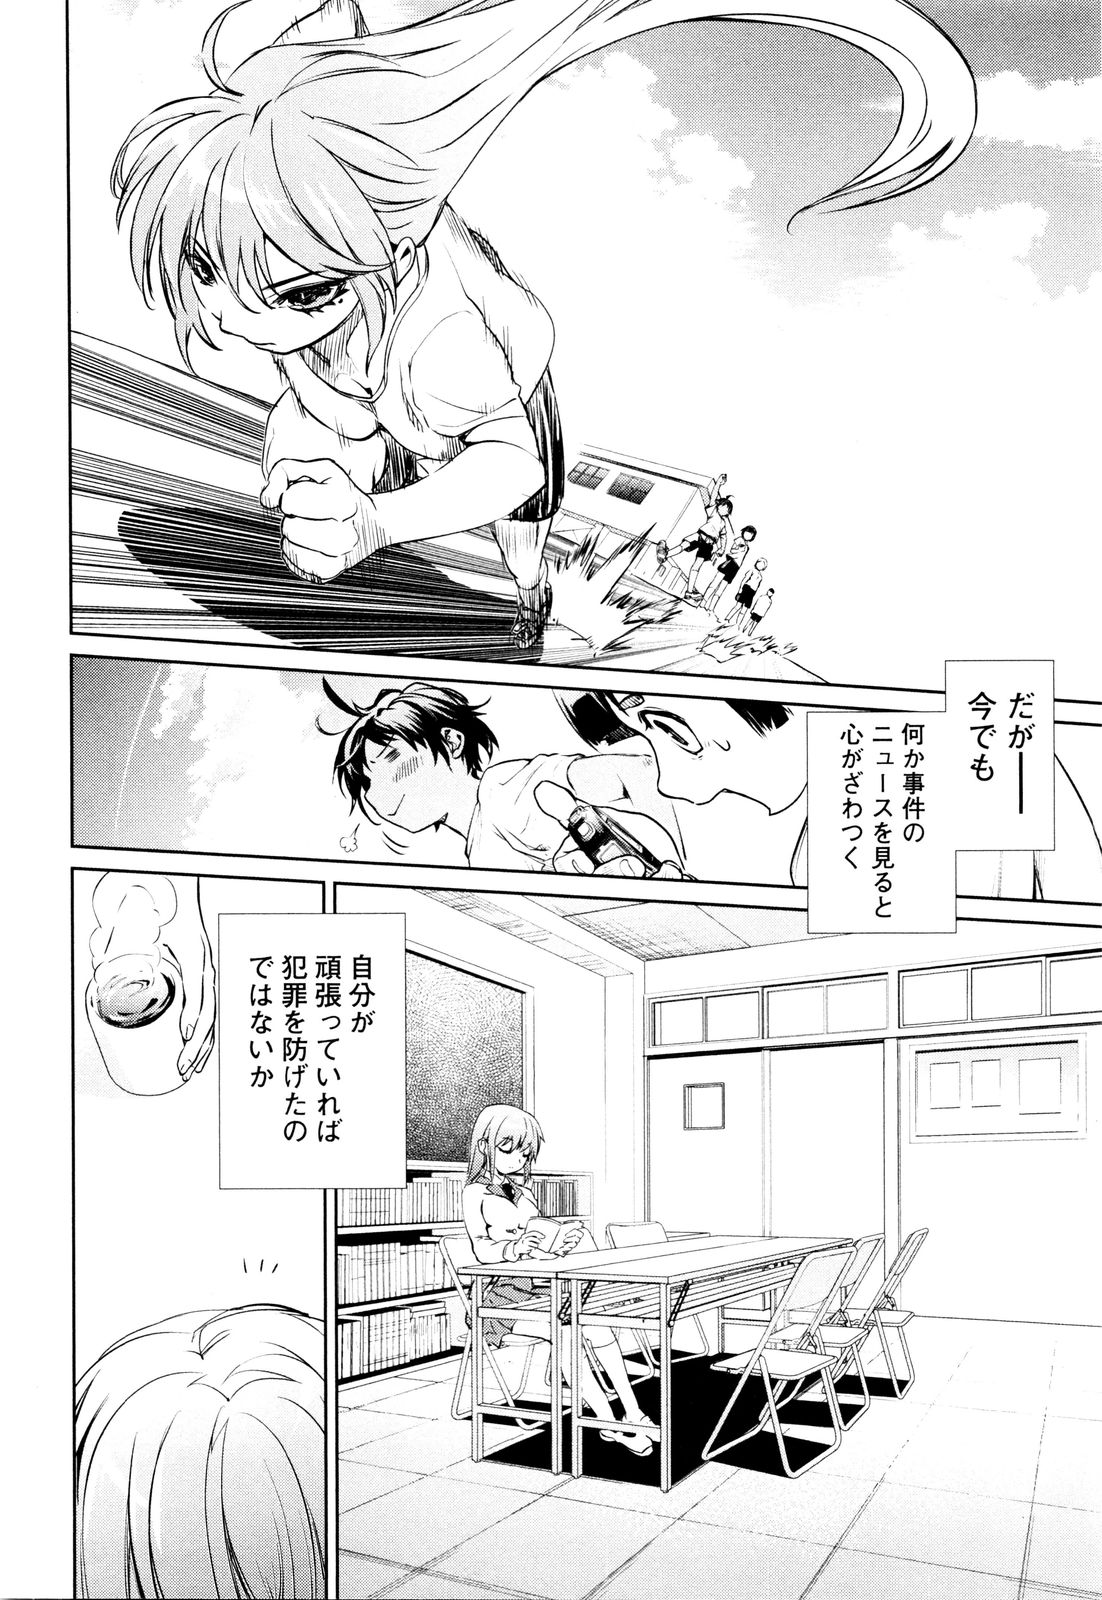 だが――
今でも
何か事件の
ニュースを見ると
心がざわつく
自分が
頑張っていれば
犯罪を防げたの
ではないか